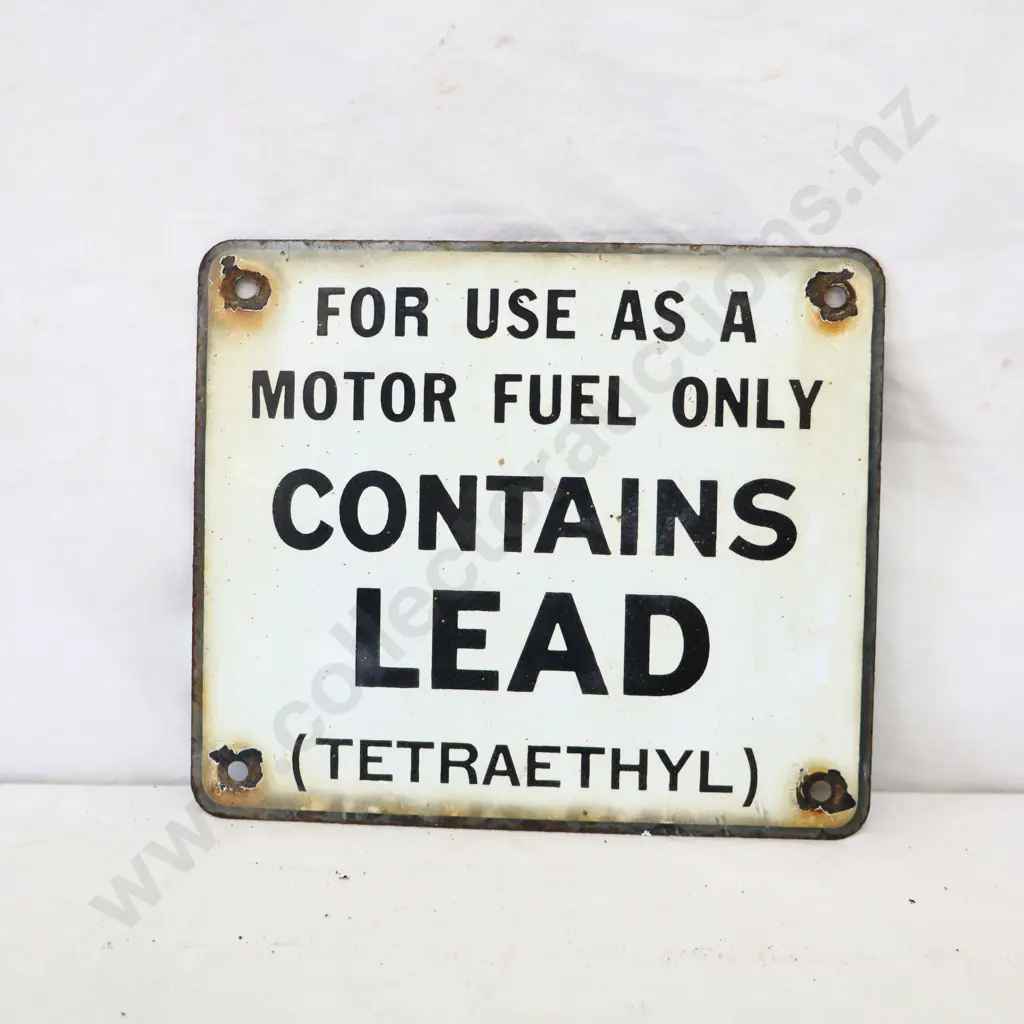 FOR USE AS A
MOTOR FUEL ONLY
CONTAINS
LEAD
(TETRAETHYL)
www.collectorauctions.nz